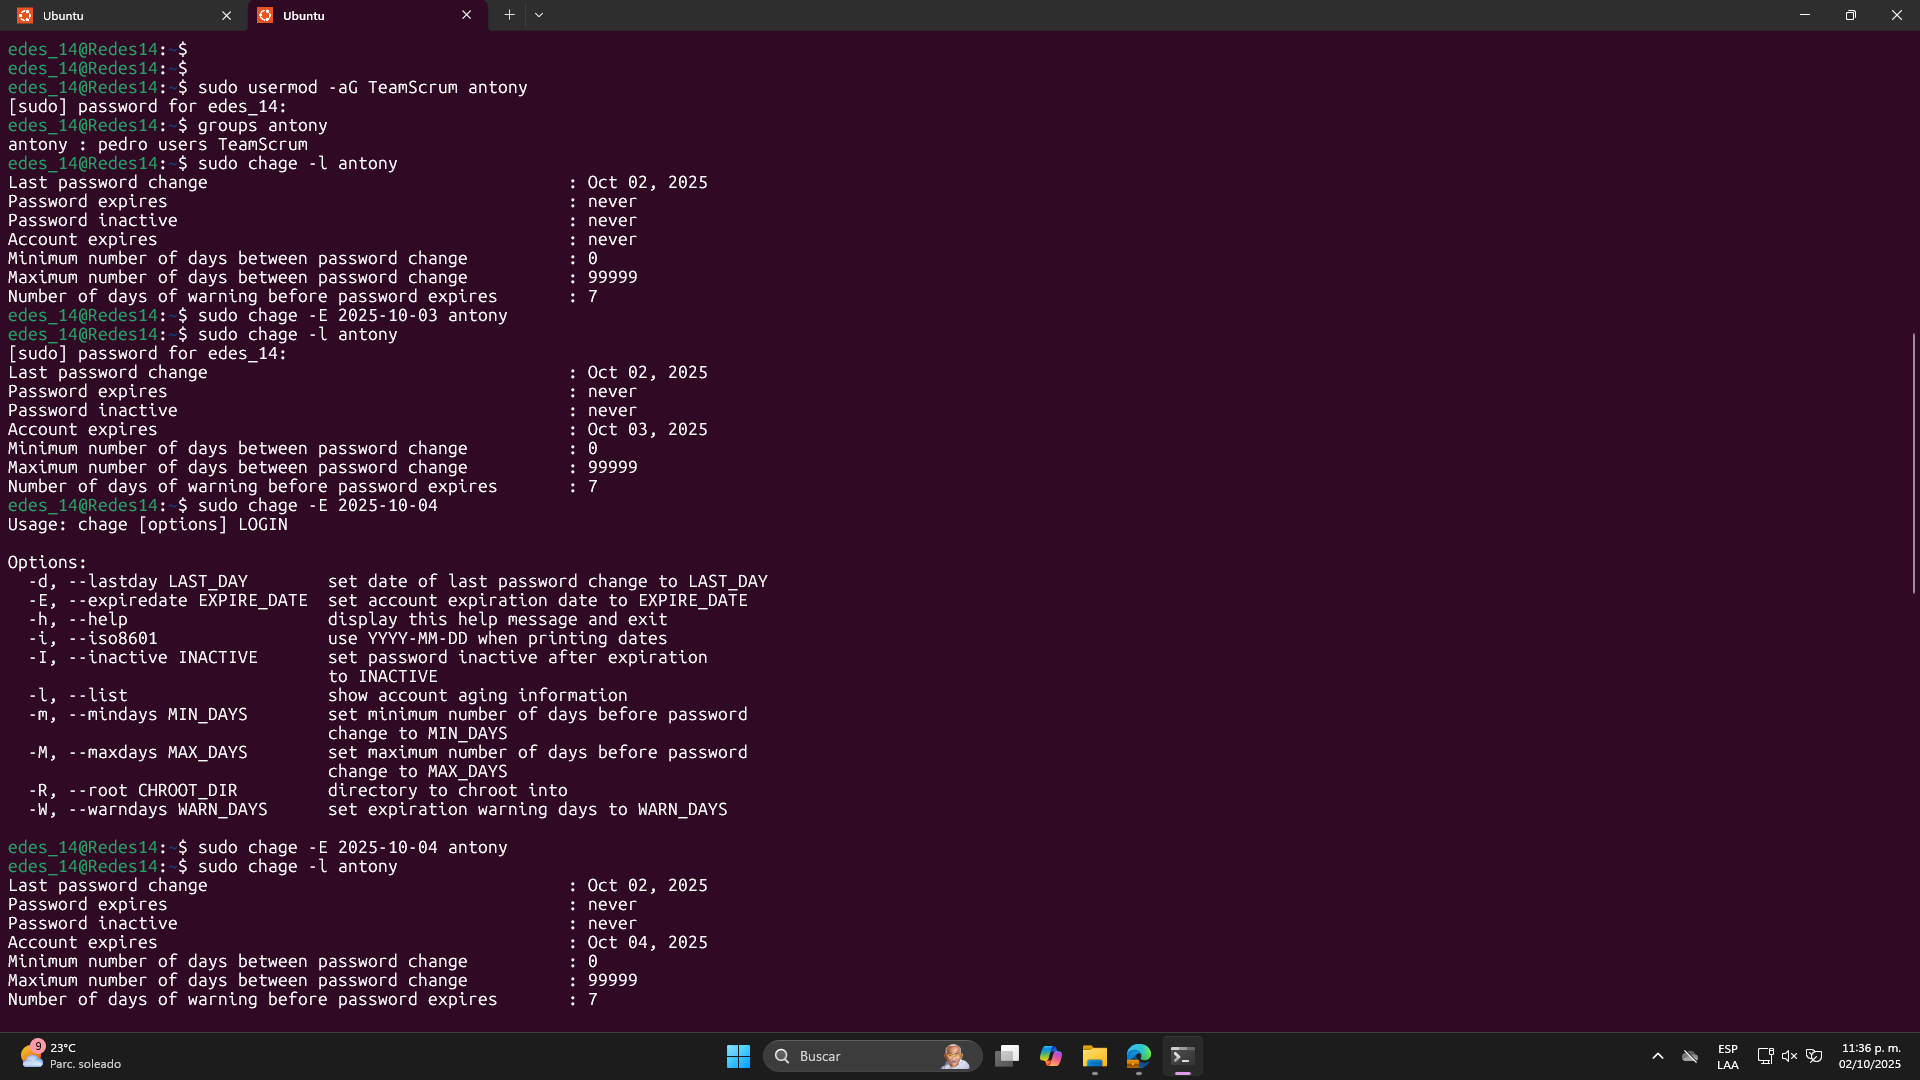 Ubuntu
Ubuntu
edes_14@Redes14:~$
edes_14@Redes14:~$
edes_14@Redes14:~$ sudo usermod -aG TeamScrum antony
[sudo] password for edes_14:
edes_14@Redes14:~$ groups antony
antony : pedro users TeamScrum
edes_14@Redes14:~$ sudo chage -l antony
Last password change : Oct 02, 2025
Password expires : never
Password inactive : never
Account expires : never
Minimum number of days between password change : 0
Maximum number of days between password change : 99999
Number of days of warning before password expires : 7
edes_14@Redes14:~$ sudo chage -E 2025-10-03 antony
edes_14@Redes14:~$ sudo chage -l antony
[sudo] password for edes_14:
Last password change : Oct 02, 2025
Password expires : never
Password inactive : never
Account expires : Oct 03, 2025
Minimum number of days between password change : 0
Maximum number of days between password change : 99999
Number of days of warning before password expires : 7
edes_14@Redes14:~$ sudo chage -E 2025-10-04
Usage: chage [options] LOGIN
Options:
-d, --lastday LAST_DAY set date of last password change to LAST_DAY
-E, --expiredate EXPIRE_DATE set account expiration date to EXPIRE_DATE
-h, --help display this help message and exit
-i, --iso8601 use YYYY-MM-DD when printing dates
-I, --inactive INACTIVE set password inactive after expiration
to INACTIVE
-l, --list show account aging information
-m, --mindays MIN_DAYS set minimum number of days before password
change to MIN_DAYS
-M, --maxdays MAX_DAYS set maximum number of days before password
change to MAX_DAYS
-R, --root CHROOT_DIR directory to chroot into
-W, --warndays WARN_DAYS set expiration warning days to WARN_DAYS
edes_14@Redes14:~$ sudo chage -E 2025-10-04 antony
edes_14@Redes14:~$ sudo chage -l antony
Last password change : Oct 02, 2025
Password expires : never
Password inactive : never
Account expires : Oct 04, 2025
Minimum number of days between password change : 0
Maximum number of days between password change : 99999
Number of days of warning before password expires : 7
9
23°C
Parc. soleado
Buscar
ESP
LAA
11:36 p. m.
02/10/2025